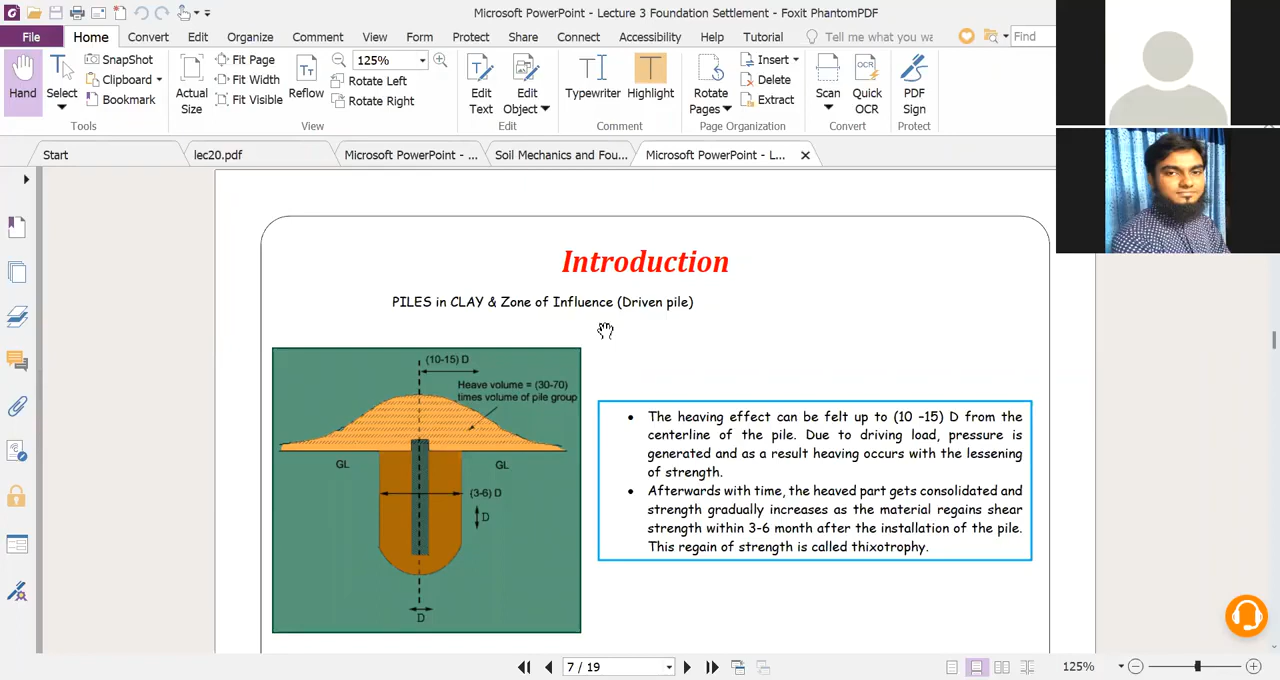 Microsoft PowerPoint - Lecture 3 Foundation Settlement - Foxit PhantomPDF
File Home Convert Edit Organize Comment View Form Protect Share Connect Accessibility Help Tutorial Tell me what you wa Find
Hand
Select
SnapShot
Clipboard
Bookmark
Tools
Actual Size
Fit Page
Fit Width
Fit Visible
Reflow
125%
Rotate Left
Rotate Right
View
Edit Text
Edit Object
Edit
Typewriter
Highlight
Comment
Rotate Pages
Insert
Delete
Extract
Page Organization
Scan
Quick OCR
Convert
PDF Sign
Protect
Start lec20.pdf Microsoft PowerPoint - ... Soil Mechanics and Fou... Microsoft PowerPoint - L...
Introduction
PILES in CLAY & Zone of Influence (Driven pile)
(10-15) D
Heave volume = (30-70)
times volume of pile group
GL
GL
(3-6) D
D
D
• The heaving effect can be felt up to (10 –15) D from the
centerline of the pile. Due to driving load, pressure is
generated and as a result heaving occurs with the lessening
of strength.
• Afterwards with time, the heaved part gets consolidated and
strength gradually increases as the material regains shear
strength within 3-6 month after the installation of the pile.
This regain of strength is called thixotrophy.
7 / 19
125%